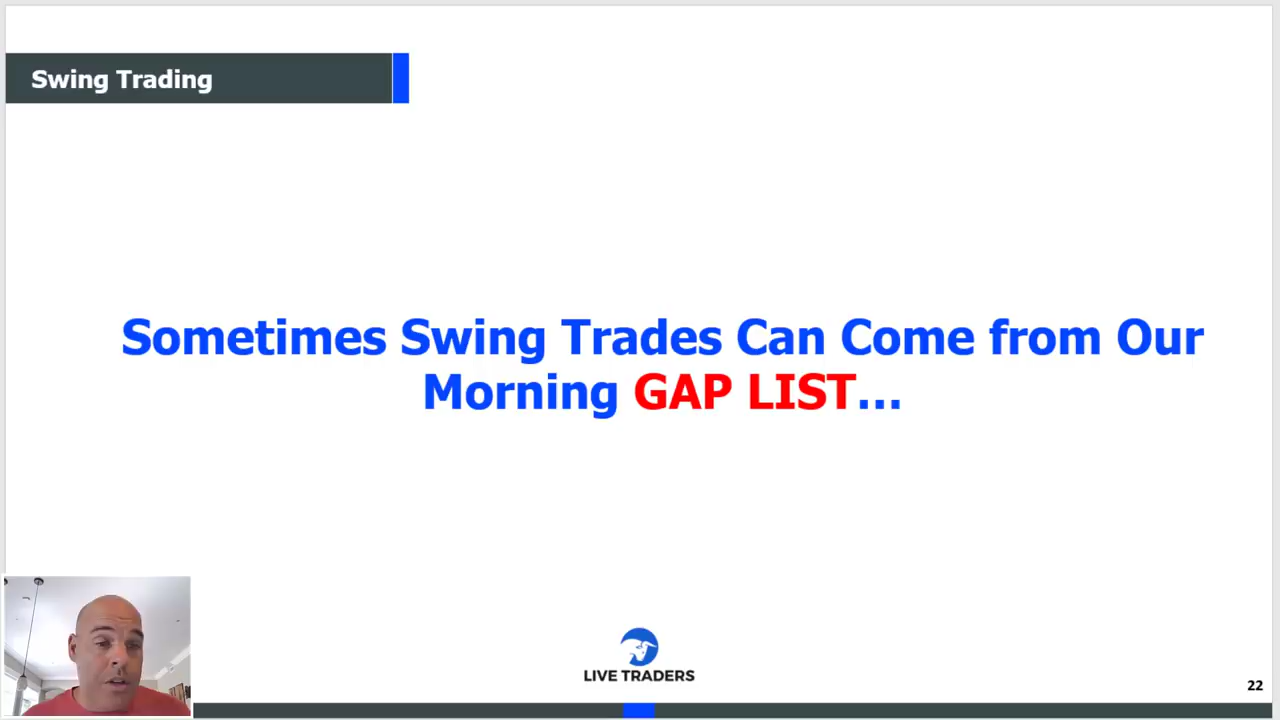 Swing Trading
Sometimes Swing Trades Can Come from Our
Morning GAP LIST...
LIVE TRADERS
22